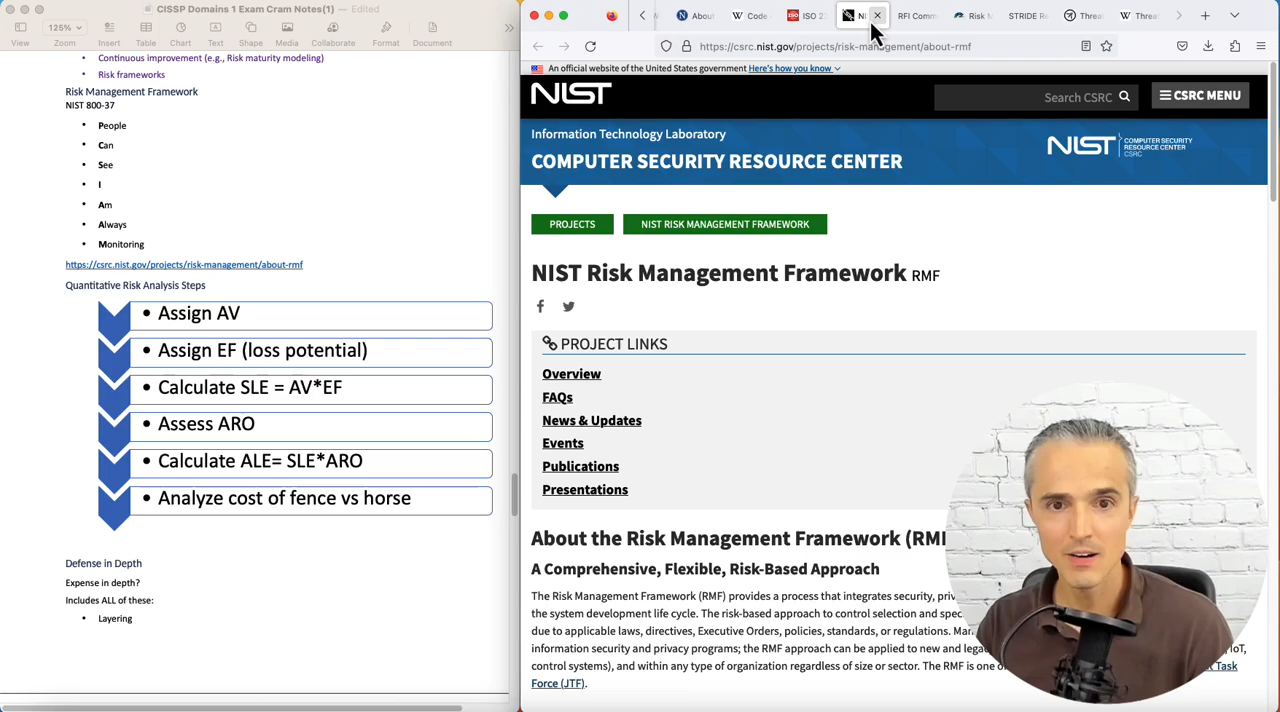 CISSP Domains 1 Exam Cram Notes(1) — Edited
125%
View
Zoom
Insert
Table
Chart
Text
Shape
Media
Collaborate
Format
Document
• Continuous improvement (e.g., Risk maturity modeling)
• Risk frameworks
Risk Management Framework
NIST 800-37
• People
• Can
• See
• I
• Am
• Always
• Monitoring
https://csrc.nist.gov/projects/risk-management/about-rmf
Quantitative Risk Analysis Steps
• Assign AV
• Assign EF (loss potential)
• Calculate SLE = AV*EF
• Assess ARO
• Calculate ALE= SLE*ARO
• Analyze cost of fence vs horse
Defense in Depth
Expense in depth?
Includes ALL of these:
• Layering
About
Code
ISO 2
RFI Comm
Risk M
STRIDE Re
Threa
Threa
https://csrc.nist.gov/projects/risk-management/about-rmf
An official website of the United States government Here's how you know
NIST
Search CSRC
CSRC MENU
Information Technology Laboratory
COMPUTER SECURITY RESOURCE CENTER
NIST COMPUTER SECURITY
RESOURCE CENTER
CSRC
PROJECTS
NIST RISK MANAGEMENT FRAMEWORK
NIST Risk Management Framework RMF
PROJECT LINKS
Overview
FAQs
News & Updates
Events
Publications
Presentations
About the Risk Management Framework (RM
A Comprehensive, Flexible, Risk-Based Approach
The Risk Management Framework (RMF) provides a process that integrates security, priv
the system development life cycle. The risk-based approach to control selection and spec
due to applicable laws, directives, Executive Orders, policies, standards, or regulations. Man
information security and privacy programs; the RMF approach can be applied to new and lega IoT,
control systems), and within any type of organization regardless of size or sector. The RMF is one o Task
Force (JTF).